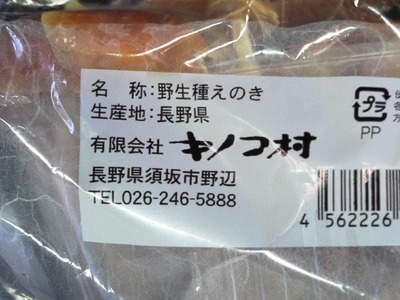 名　称：野生種えのき
生産地：長野県
有限会社 キノコ村
長野県須坂市野辺
TEL026-246-5888
プラ
PP
4 562226